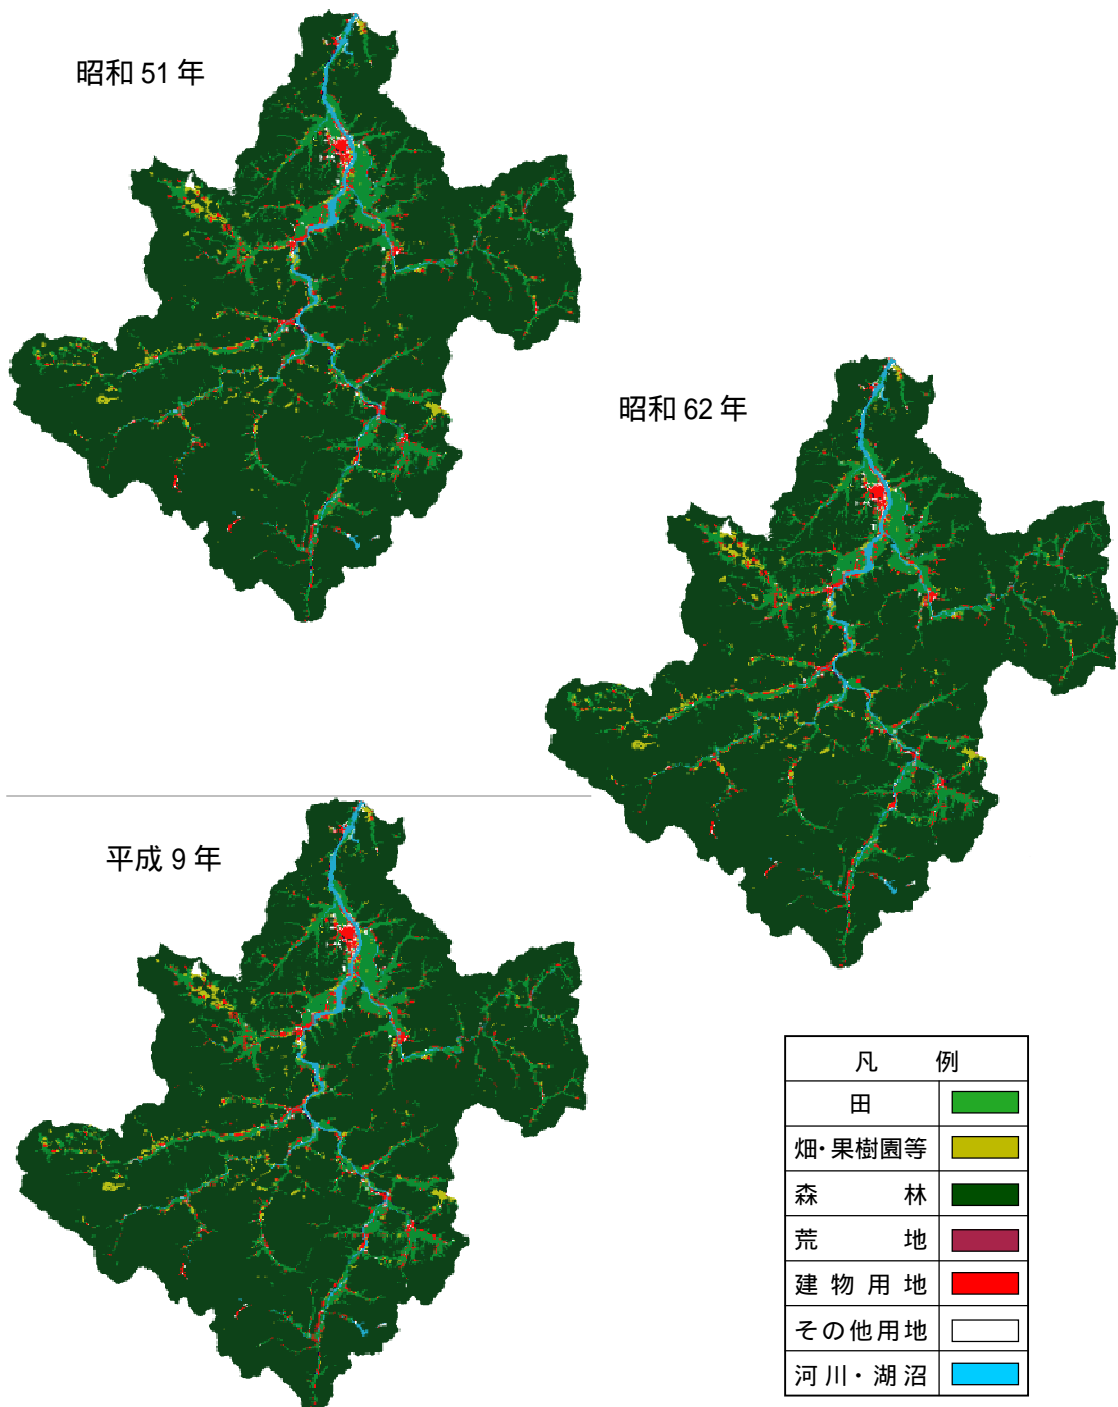 昭和 51 年
昭和 62 年
平成 9 年
凡 例
田
畑・果樹園等
森 林
荒 地
建 物 用 地
その他用地
河 川・湖 沼